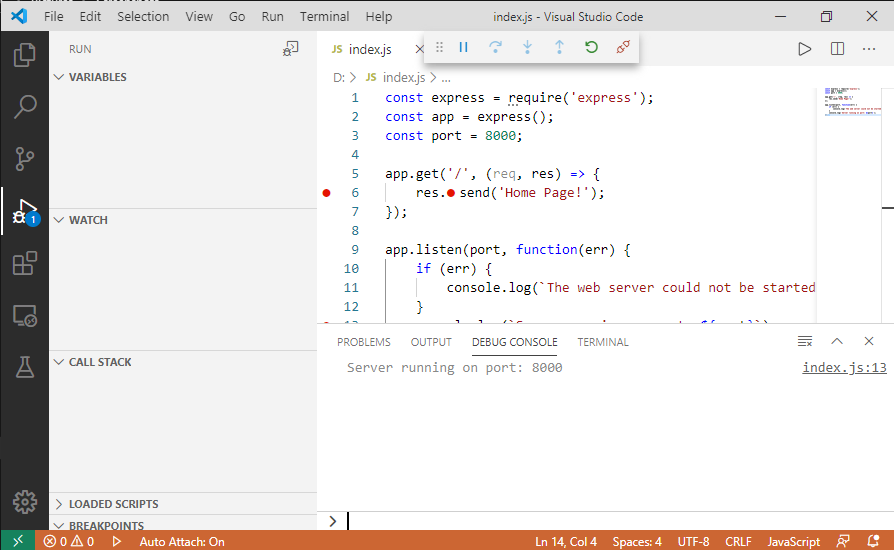 File Edit Selection View Go Run Terminal Help index.js - Visual Studio Code
RUN
VARIABLES
WATCH
CALL STACK
LOADED SCRIPTS
BREAKPOINTS
1
JS index.js
D: > JS index.js > ...
1 const express = require('express');
2 const app = express();
3 const port = 8000;
4
5 app.get('/', (req, res) => {
6 res. send('Home Page!');
7 });
8
9 app.listen(port, function(err) {
10 if (err) {
11 console.log(`The web server could not be started
12 }
PROBLEMS OUTPUT DEBUG CONSOLE TERMINAL
Server running on port: 8000 index.js:13
>
0 0 Auto Attach: On Ln 14, Col 4 Spaces: 4 UTF-8 CRLF JavaScript